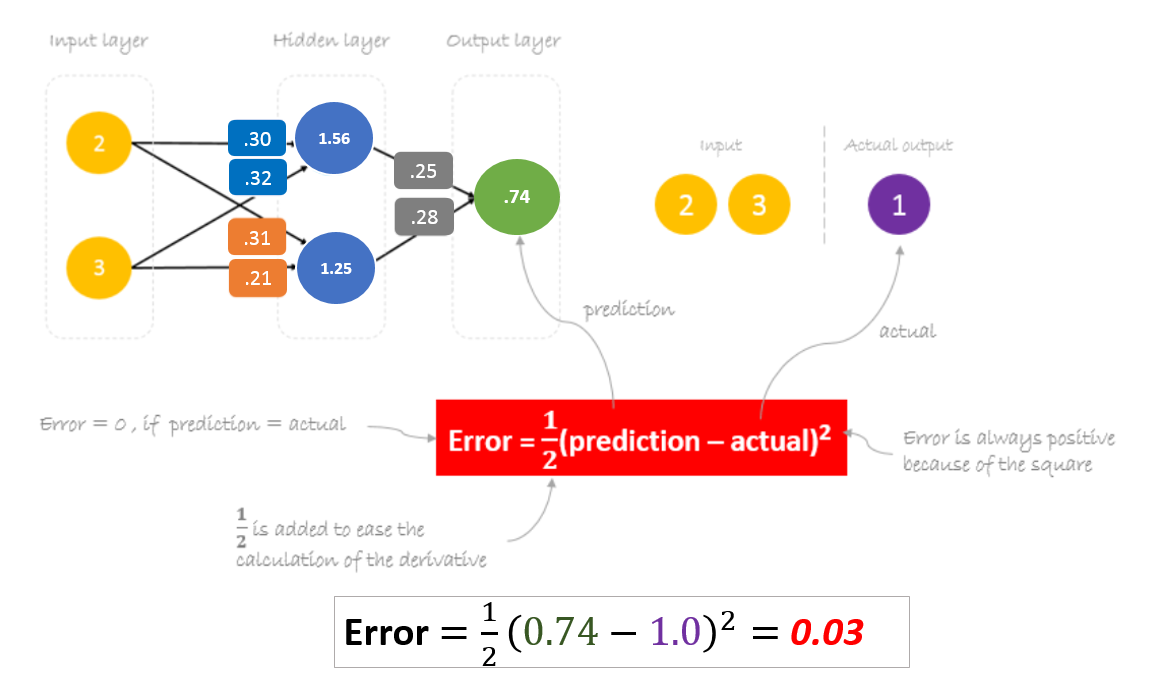 Input layer
Hidden layer
Output layer
2
3
.30
.32
.31
.21
1.56
1.25
.25
.28
.74
Input
Actual output
2
3
1
prediction
actual
Error = 0 , if prediction = actual
Error = 1/2 (prediction – actual)²
Error is always positive
because of the square
1/2 is added to ease the
calculation of the derivative
Error = 1/2 (0.74 − 1.0)² = 0.03